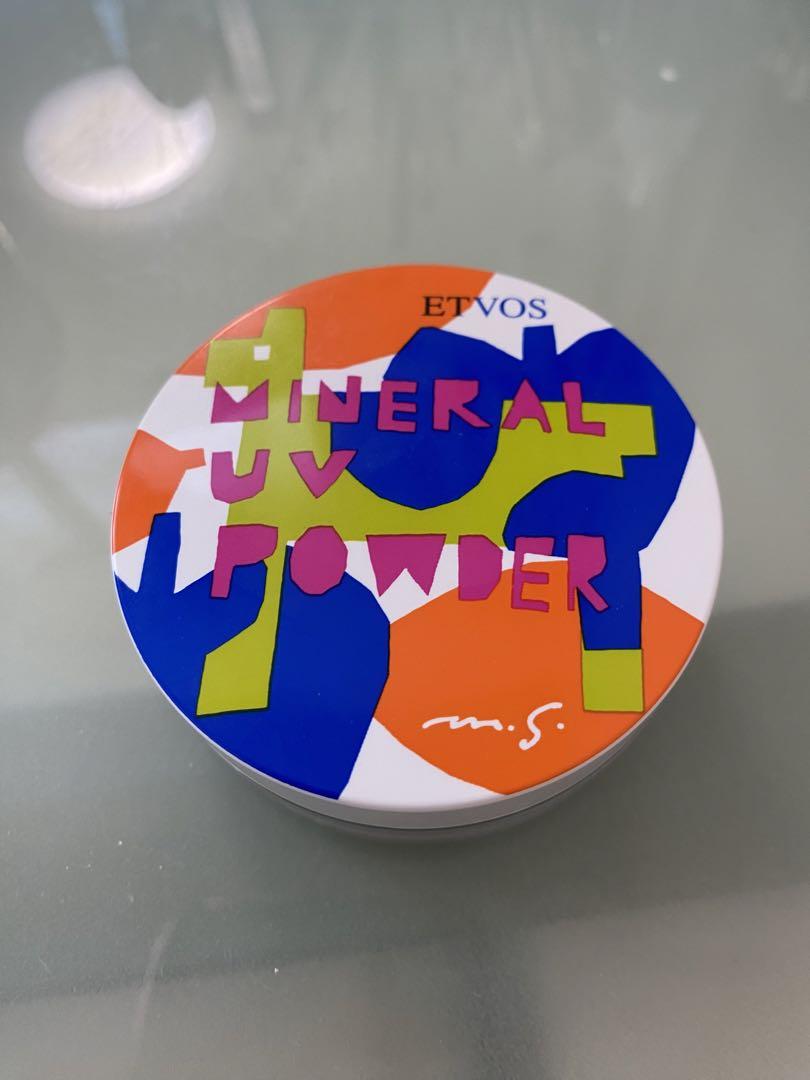 ETVOS
MINERAL
UV
POWDER
m.s.